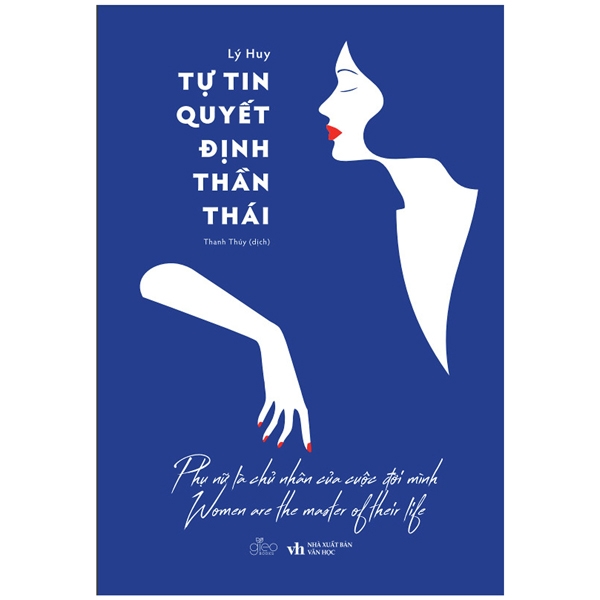 Lý Huy
TỰ TIN
QUYẾT
ĐỊNH
THẦN
THÁI
Thanh Thúy (dịch)
Phụ nữ là chủ nhân của cuộc đời mình
Women are the master of their life
gieo
BOOKS
vh NHÀ XUẤT BẢN
VĂN HỌC